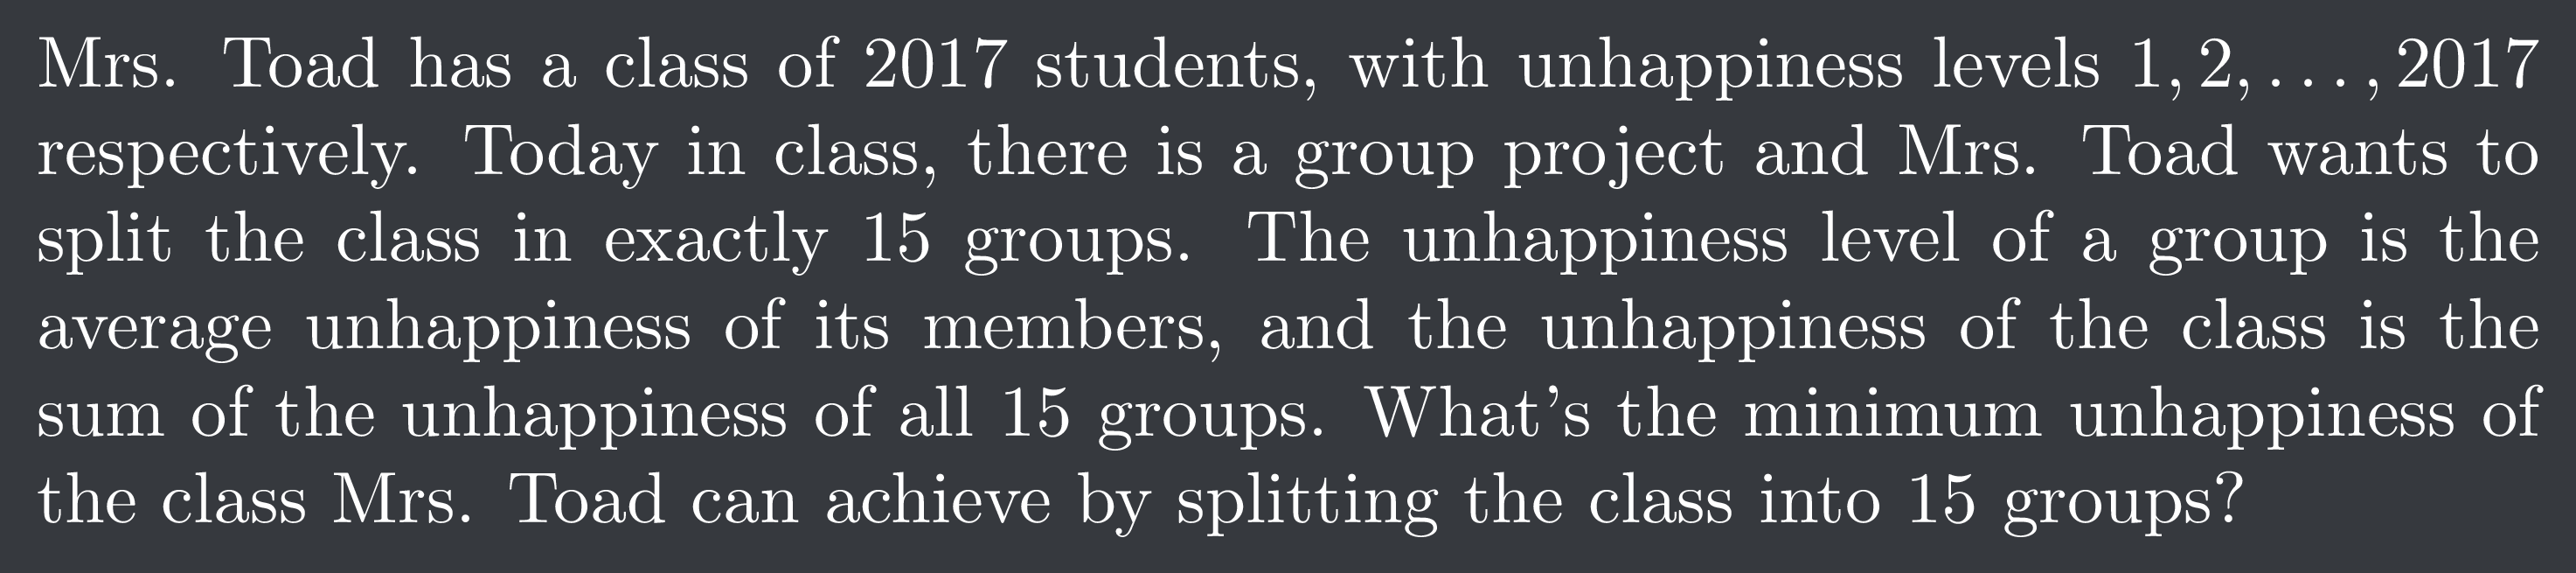 Mrs. Toad has a class of 2017 students, with unhappiness levels 1, 2, . . . , 2017
respectively. Today in class, there is a group project and Mrs. Toad wants to
split the class in exactly 15 groups. The unhappiness level of a group is the
average unhappiness of its members, and the unhappiness of the class is the
sum of the unhappiness of all 15 groups. What's the minimum unhappiness of
the class Mrs. Toad can achieve by splitting the class into 15 groups?